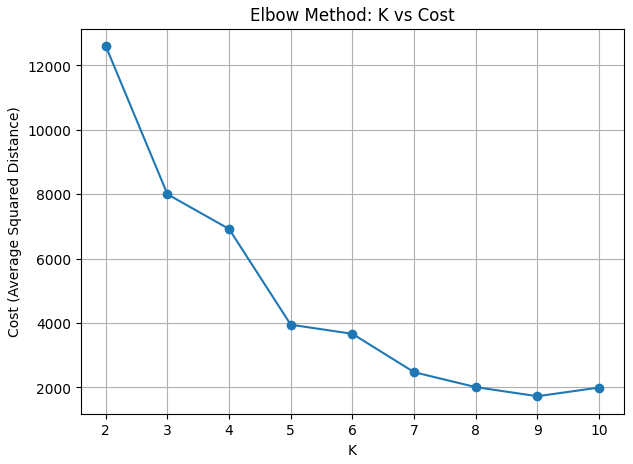 Elbow Method: K vs Cost
Cost (Average Squared Distance)
12000
10000
8000
6000
4000
2000
2 3 4 5 6 7 8 9 10
K